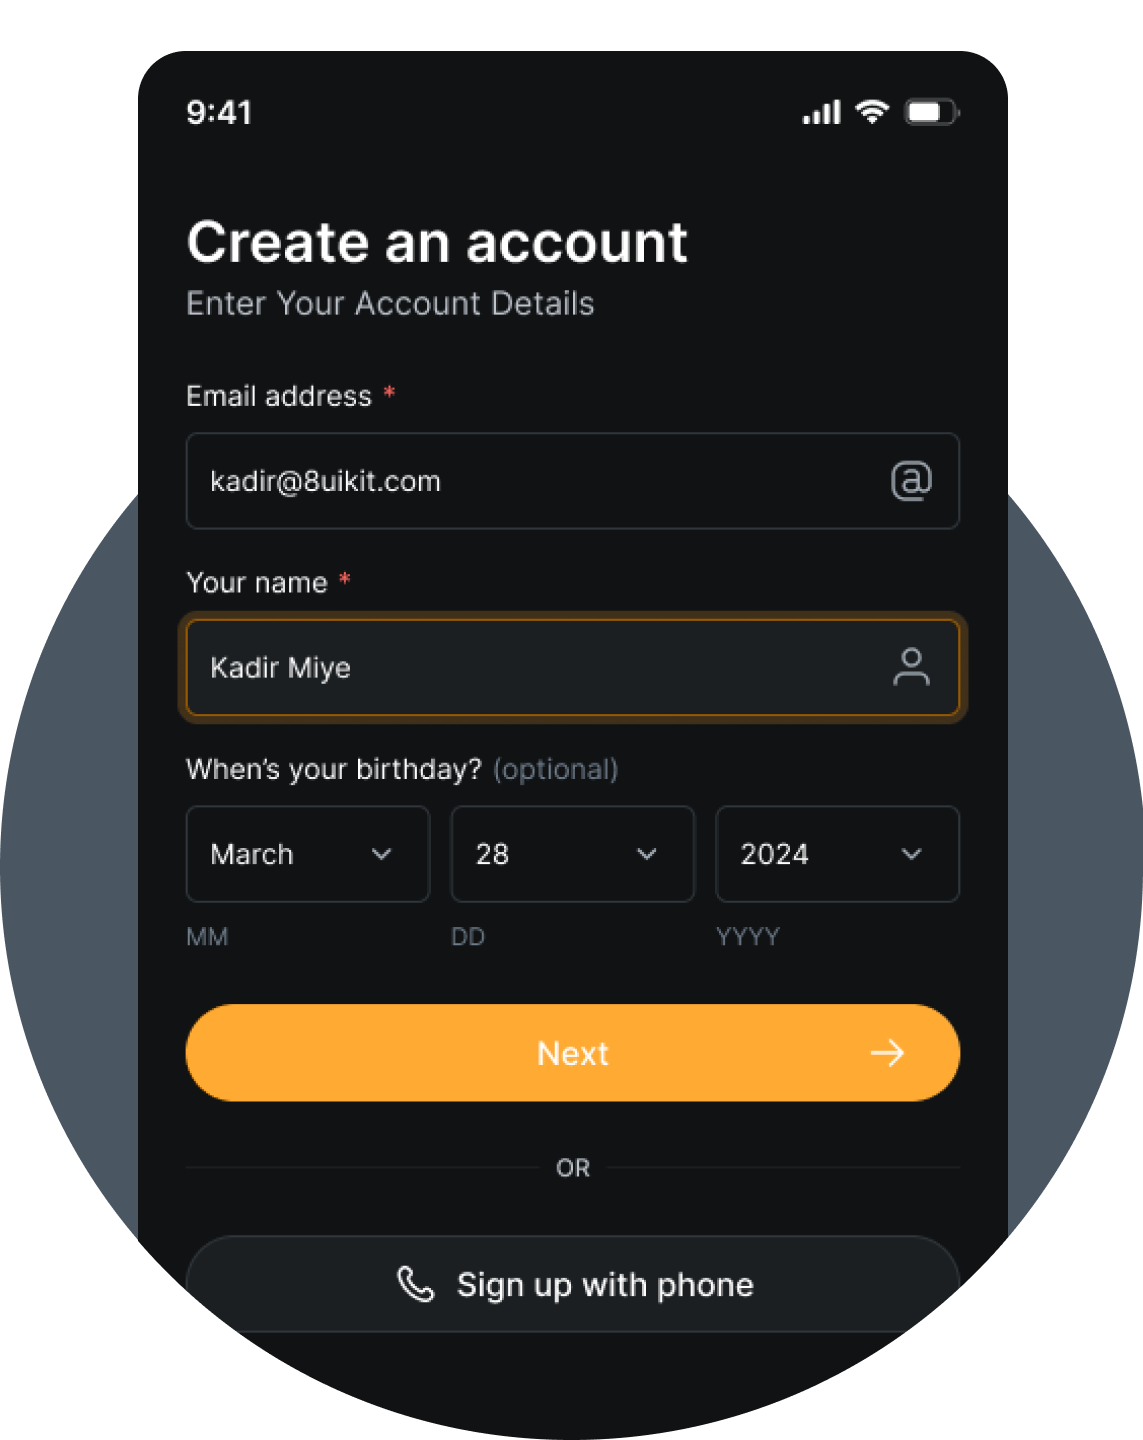 9:41
Create an account
Enter Your Account Details
Email address *
kadir@8uikit.com
Your name *
Kadir Miye
When's your birthday? (optional)
March 28 2024
MM DD YYYY
Next
OR
Sign up with phone